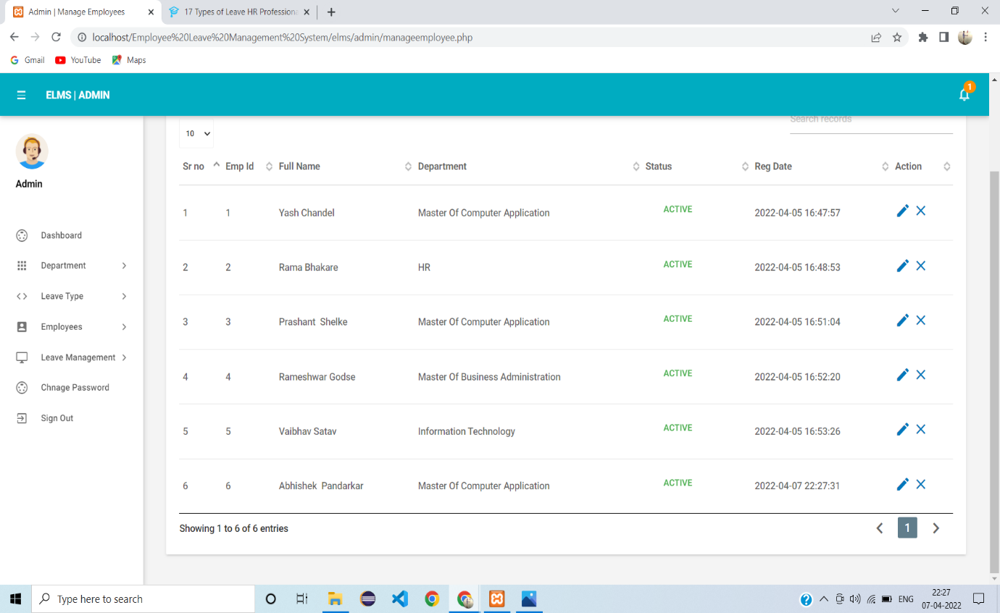 Admin | Manage Employees
17 Types of Leave HR Professiona
localhost/Employee%20Leave%20Management%20System/elms/admin/manageemployee.php
Gmail YouTube Maps
ELMS | ADMIN 1
10 Search records
Admin
Dashboard
Department
Leave Type
Employees
Leave Management
Chnage Password
Sign Out
Sr no Emp Id Full Name Department Status Reg Date Action
1 1 Yash Chandel Master Of Computer Application ACTIVE 2022-04-05 16:47:57
2 2 Rama Bhakare HR ACTIVE 2022-04-05 16:48:53
3 3 Prashant Shelke Master Of Computer Application ACTIVE 2022-04-05 16:51:04
4 4 Rameshwar Godse Master Of Business Administration ACTIVE 2022-04-05 16:52:20
5 5 Vaibhav Satav Information Technology ACTIVE 2022-04-05 16:53:26
6 6 Abhishek Pandarkar Master Of Computer Application ACTIVE 2022-04-07 22:27:31
Showing 1 to 6 of 6 entries 1
Type here to search
ENG
22:27
07-04-2022